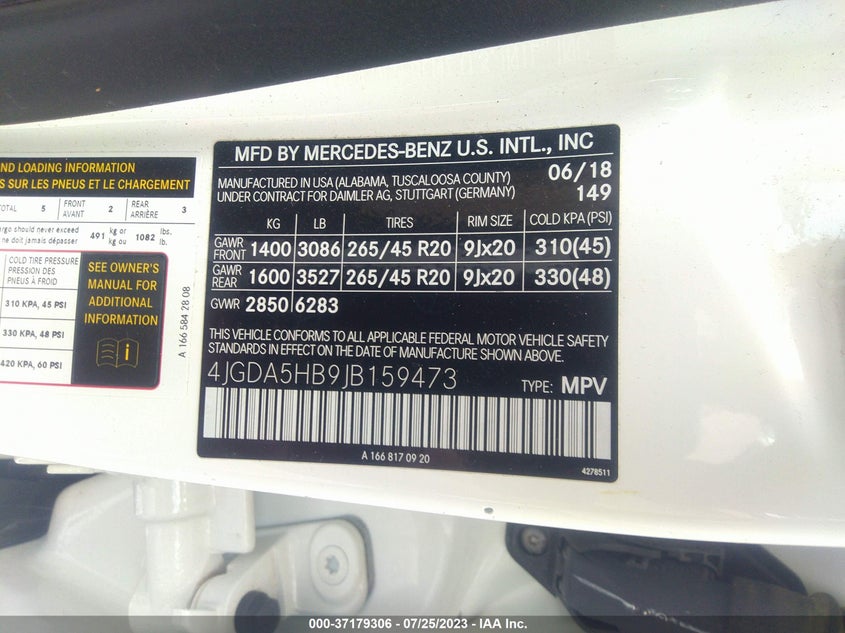 ND LOADING INFORMATION
S SUR LES PNEUS ET LE CHARGEMENT
TOTAL 5 FRONT AVANT 2 REAR ARRIÈRE 3
rgo should never exceed
ne doit jamais dépasser 491 kg or kg ou 1082 lbs. lb.
COLD TIRE PRESSURE
PRESSION DES
PNEUS À FROID
310 KPA, 45 PSI
330 KPA, 48 PSI
420 KPA, 60 PSI
SEE OWNER'S
MANUAL FOR
ADDITIONAL
INFORMATION
A 166 584 28 08
MFD BY MERCEDES-BENZ U.S. INTL., INC
MANUFACTURED IN USA (ALABAMA, TUSCALOOSA COUNTY) 06/18
UNDER CONTRACT FOR DAIMLER AG, STUTTGART (GERMANY) 149
KG LB TIRES RIM SIZE COLD KPA (PSI)
GAWR FRONT 1400 3086 265/45 R20 9Jx20 310(45)
GAWR REAR 1600 3527 265/45 R20 9Jx20 330(48)
GVWR 2850 6283
THIS VEHICLE CONFORMS TO ALL APPLICABLE FEDERAL MOTOR VEHICLE SAFETY
STANDARDS IN EFFECT ON THE DATE OF MANUFACTURE SHOWN ABOVE.
4JGDA5HB9JB159473 TYPE: MPV
A 166 817 09 20
4278511
000-37179306 - 07/25/2023 - IAA Inc.